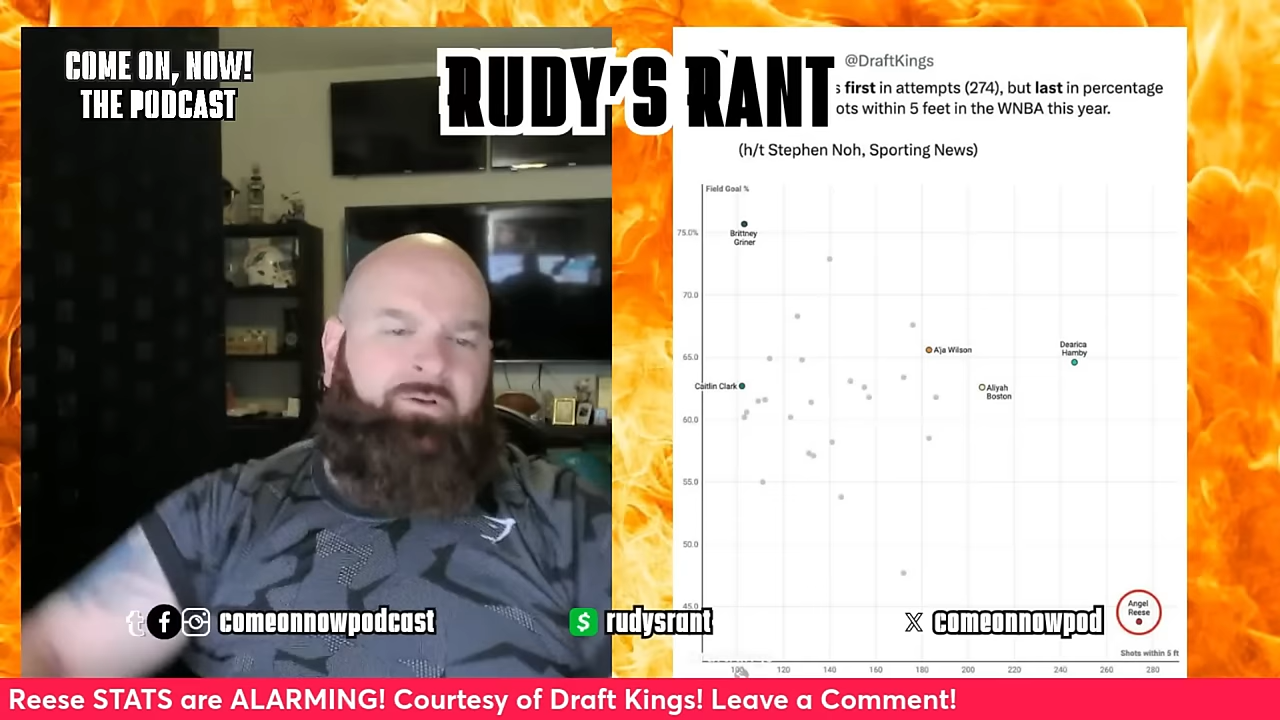 COME ON, NOW!
THE PODCAST
RUDY'S RANT
@DraftKings
first in attempts (274), but last in percentage
ots within 5 feet in the WNBA this year.
(h/t Stephen Noh, Sporting News)
Field Goal %
75.0%
Brittney
Griner
70.0
65.0
A'ja Wilson
Dearica
Hamby
Caitlin Clark
Aliyah
Boston
60.0
55.0
50.0
45.0
Angel
Reese
Shots within 5 ft
120
140
160
180
200
220
240
260
280
comeonnowpodcast
$ rudysrant
X comeonnowpod
Reese STATS are ALARMING! Courtesy of Draft Kings! Leave a Comment!